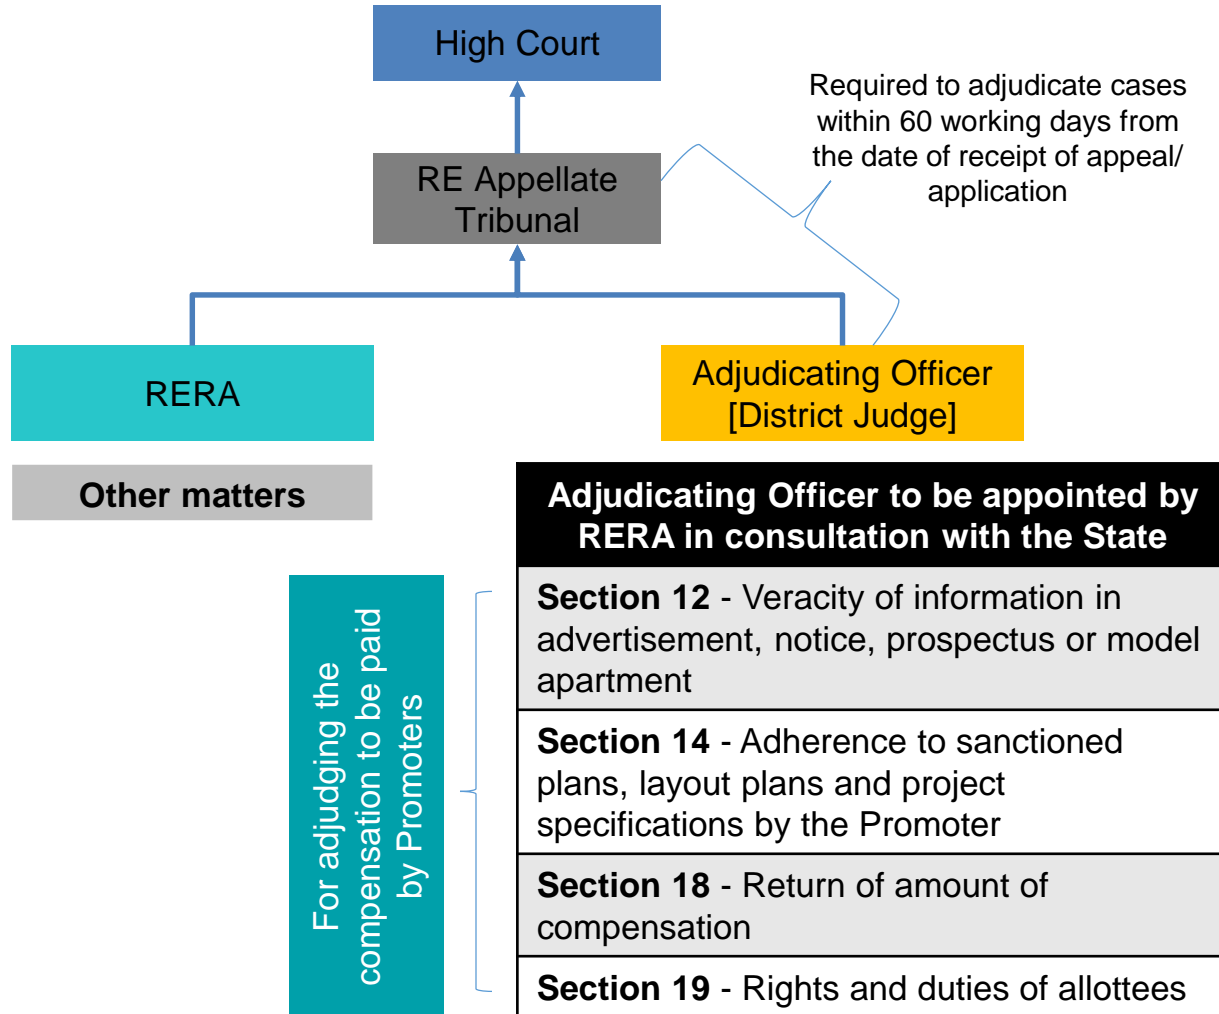 High Court
Required to adjudicate cases
within 60 working days from
the date of receipt of appeal/
application
RE Appellate
Tribunal
RERA
Adjudicating Officer
[District Judge]
Other matters
Adjudicating Officer to be appointed by
RERA in consultation with the State
For adjudging the
compensation to be paid
by Promoters
Section 12 - Veracity of information in
advertisement, notice, prospectus or model
apartment
Section 14 - Adherence to sanctioned
plans, layout plans and project
specifications by the Promoter
Section 18 - Return of amount of
compensation
Section 19 - Rights and duties of allottees